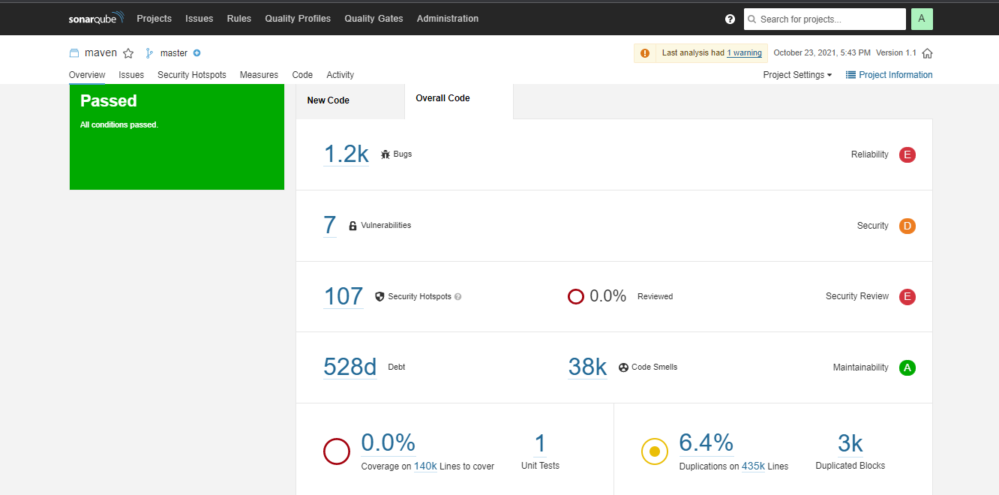 sonarqube Projects Issues Rules Quality Profiles Quality Gates Administration ? Search for projects... A
maven master Last analysis had 1 warning October 23, 2021, 5:43 PM Version 1.1
Overview Issues Security Hotspots Measures Code Activity Project Settings Project Information
Passed
All conditions passed.
New Code Overall Code
1.2k Bugs Reliability E
7 Vulnerabilities Security D
107 Security Hotspots ? 0.0% Reviewed Security Review E
528d Debt 38k Code Smells Maintainability A
0.0% 1 6.4% 3k
Coverage on 140k Lines to cover Unit Tests Duplications on 435k Lines Duplicated Blocks